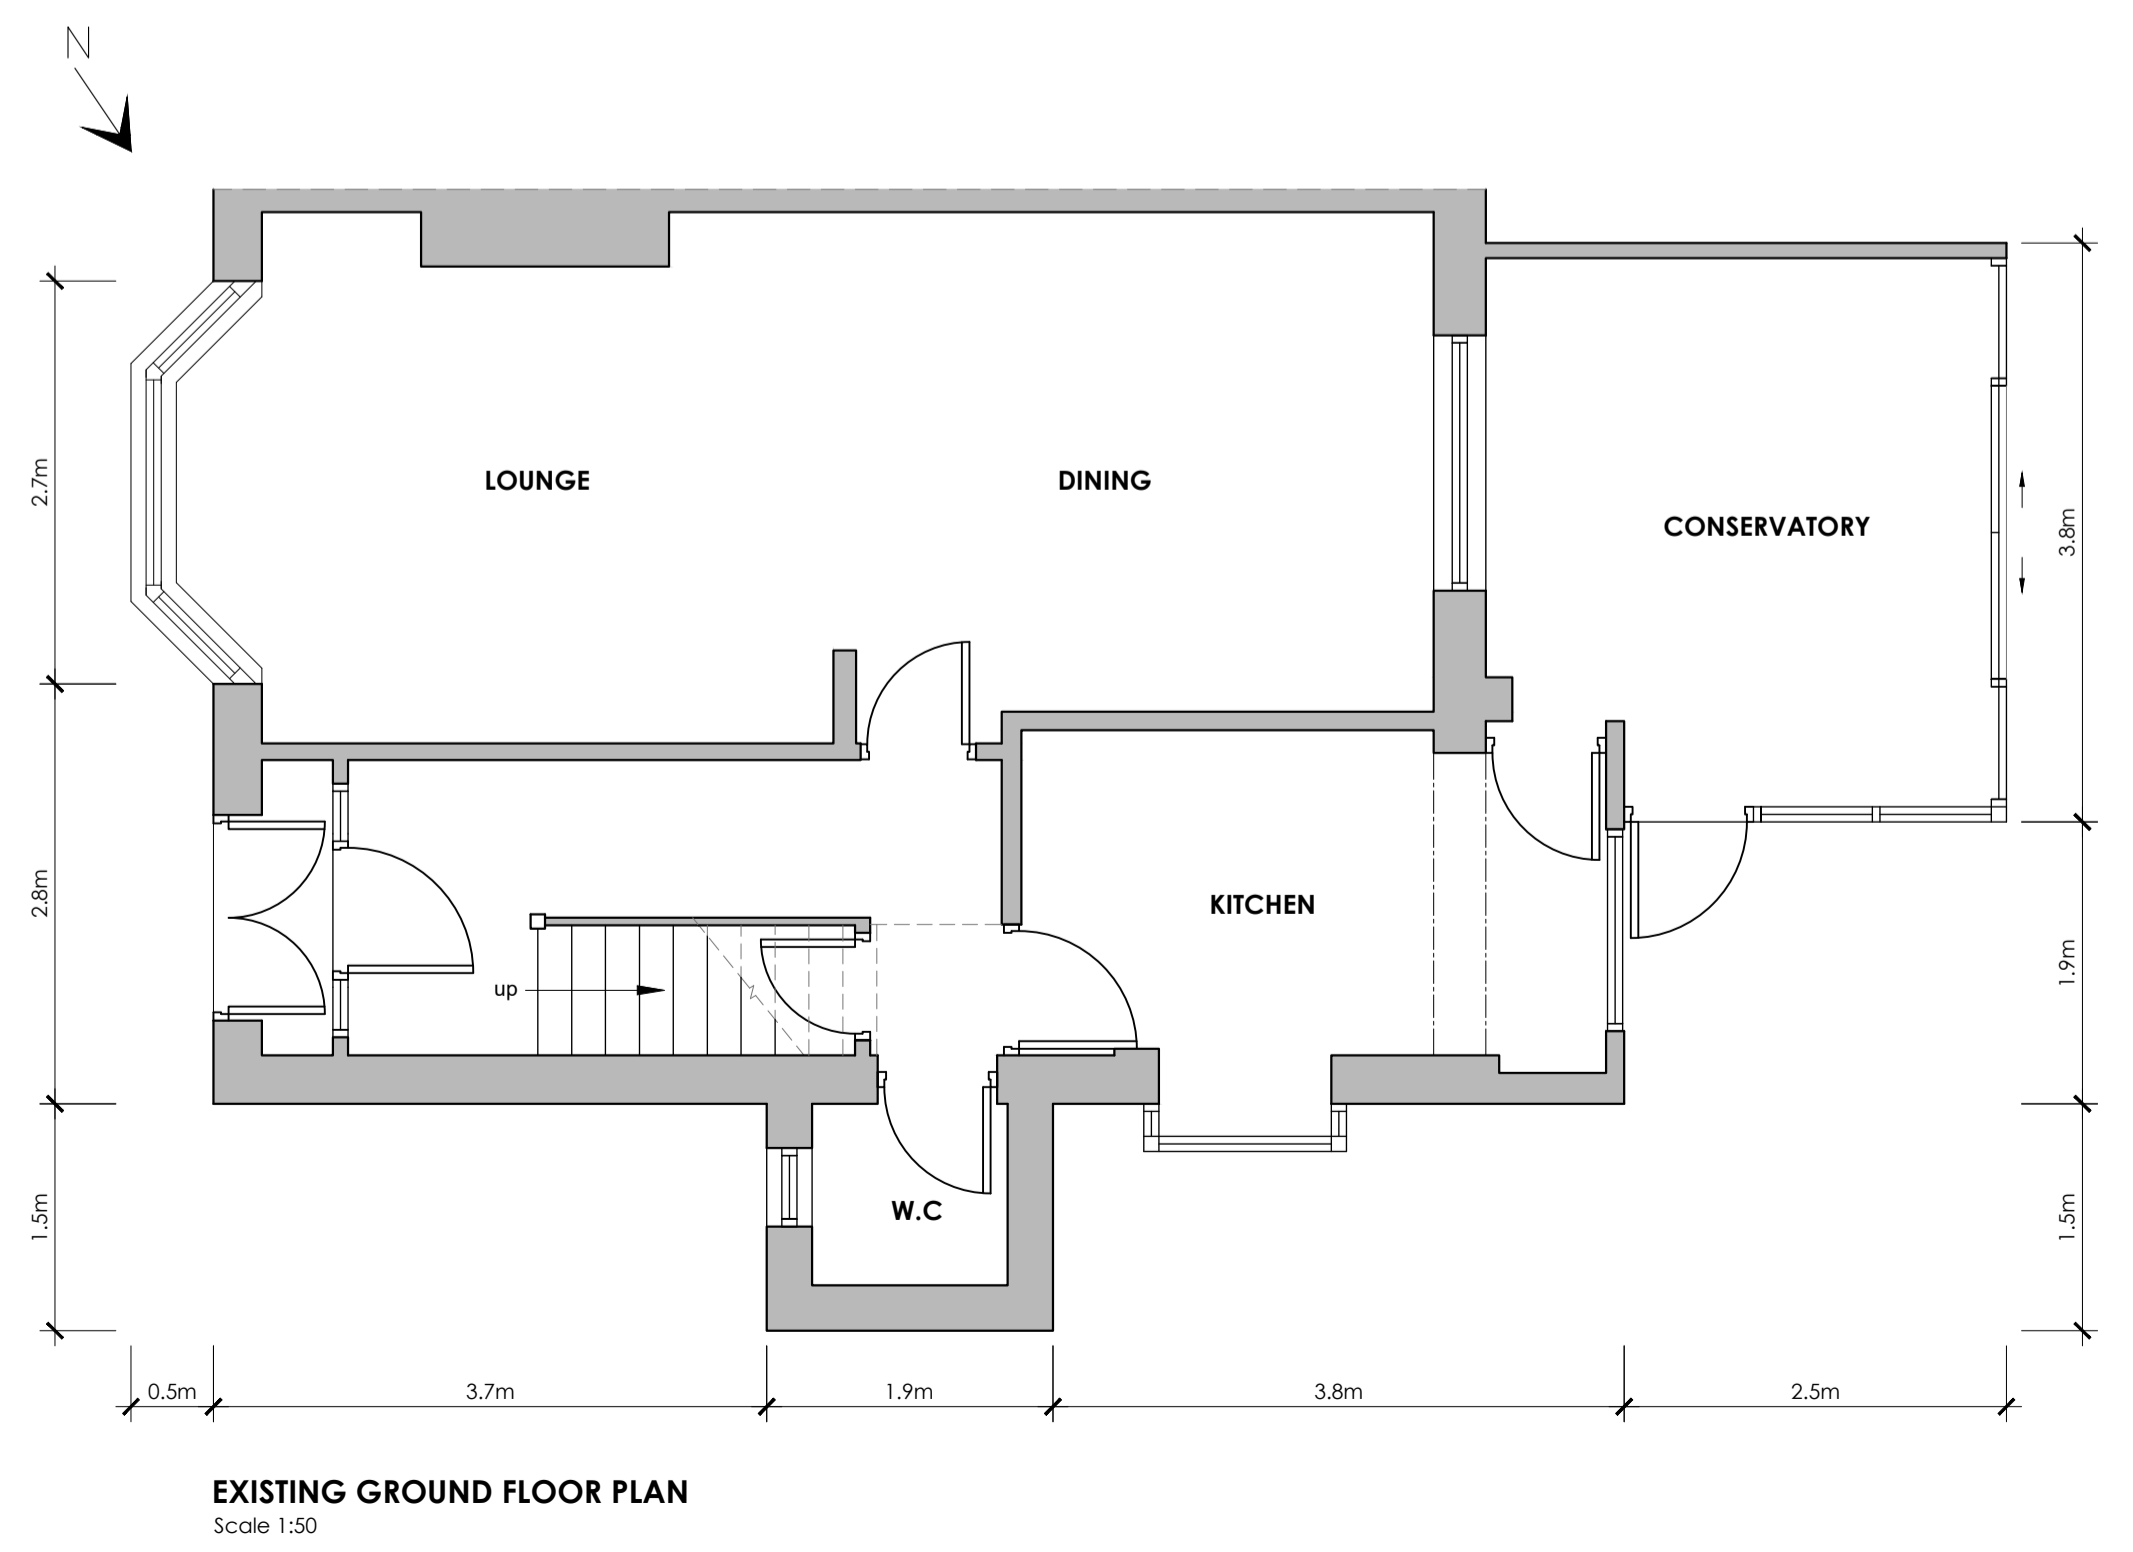 N
LOUNGE
DINING
CONSERVATORY
2.7m
3.8m
KITCHEN
2.8m
up
1.9m
W.C
1.5m
1.5m
0.5m
3.7m
1.9m
3.8m
2.5m
EXISTING GROUND FLOOR PLAN
Scale 1:50